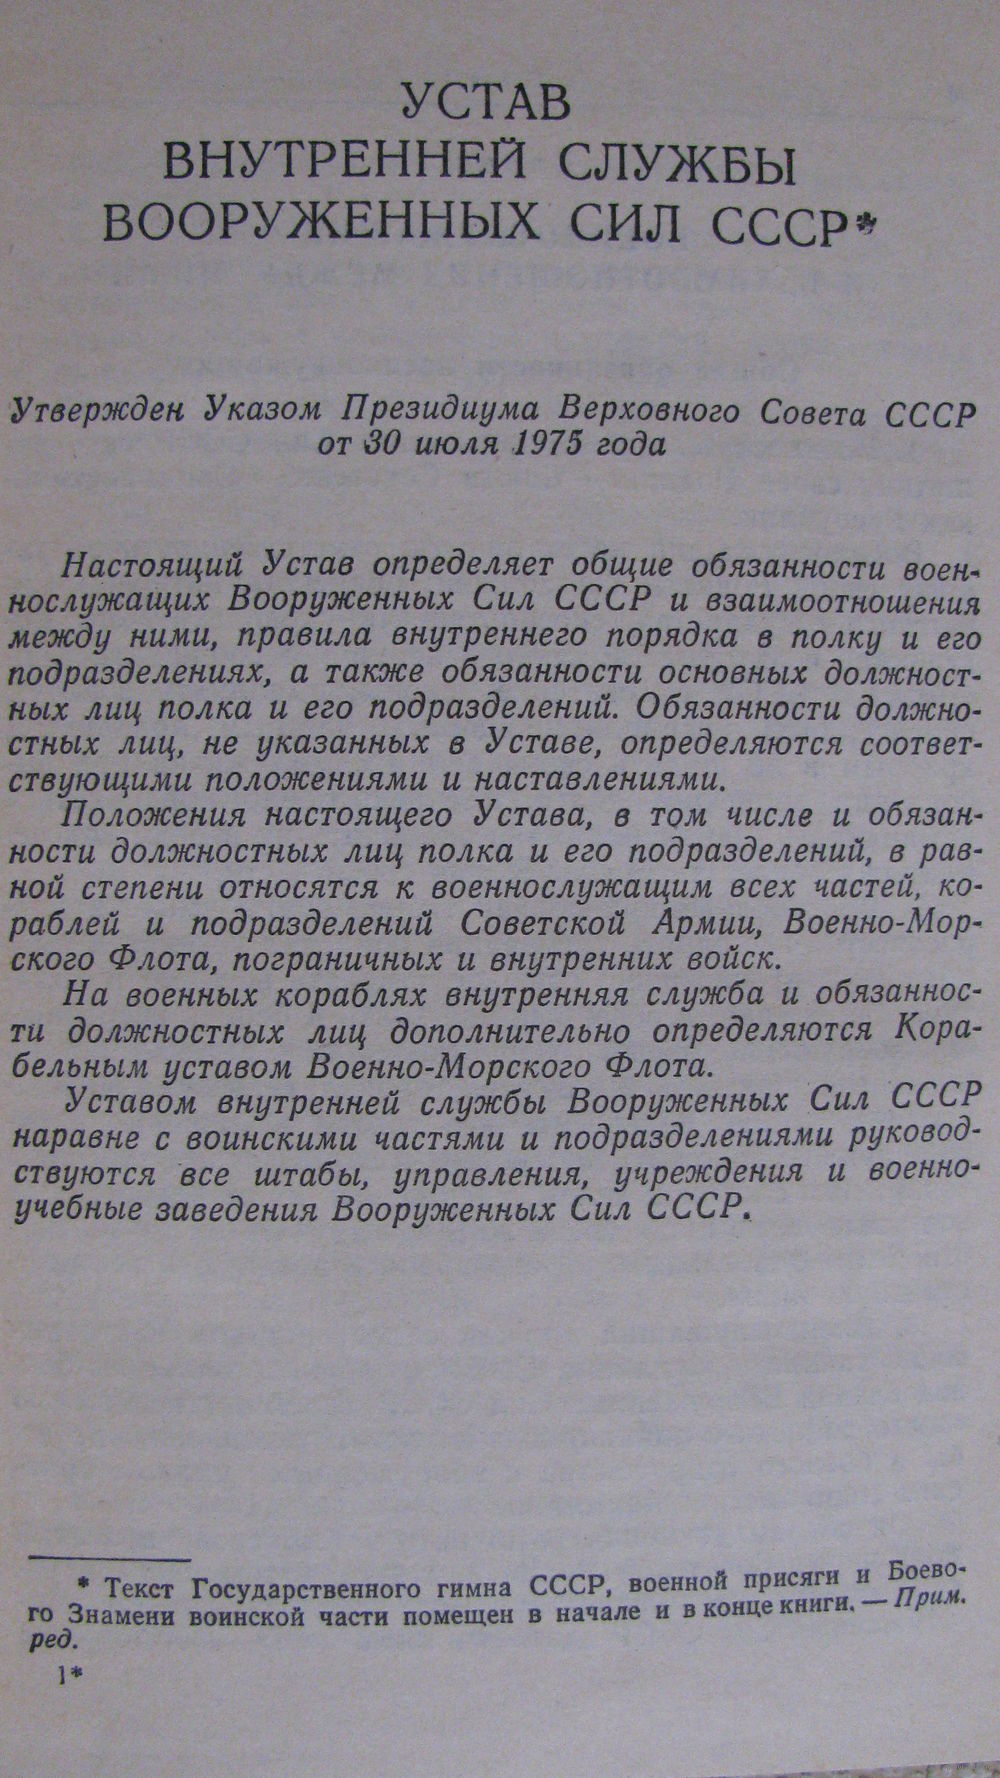 УСТАВ
ВНУТРЕННЕЙ СЛУЖБЫ
ВООРУЖЕННЫХ СИЛ СССР*
Утвержден Указом Президиума Верховного Совета СССР
от 30 июля 1975 года
Настоящий Устав определяет общие обязанности воен-
нослужащих Вооруженных Сил СССР и взаимоотношения
между ними, правила внутреннего порядка в полку и его
подразделениях, а также обязанности основных должност-
ных лиц полка и его подразделений. Обязанности должно-
стных лиц, не указанных в Уставе, определяются соответ-
ствующими положениями и наставлениями.
Положения настоящего Устава, в том числе и обязан-
ности должностных лиц полка и его подразделений, в рав-
ной степени относятся к военнослужащим всех частей, ко-
раблей и подразделений Советской Армии, Военно-Мор-
ского Флота, пограничных и внутренних войск.
На военных кораблях внутренняя служба и обязаннос-
ти должностных лиц дополнительно определяются Кора-
бельным уставом Военно-Морского Флота.
Уставом внутренней службы Вооруженных Сил СССР
наравне с воинскими частями и подразделениями руковод-
ствуются все штабы, управления, учреждения и военно-
учебные заведения Вооруженных Сил СССР.
* Текст Государственного гимна СССР, военной присяги и Боево-
го Знамени воинской части помещен в начале и в конце книги. — Прим.
ред.
1*